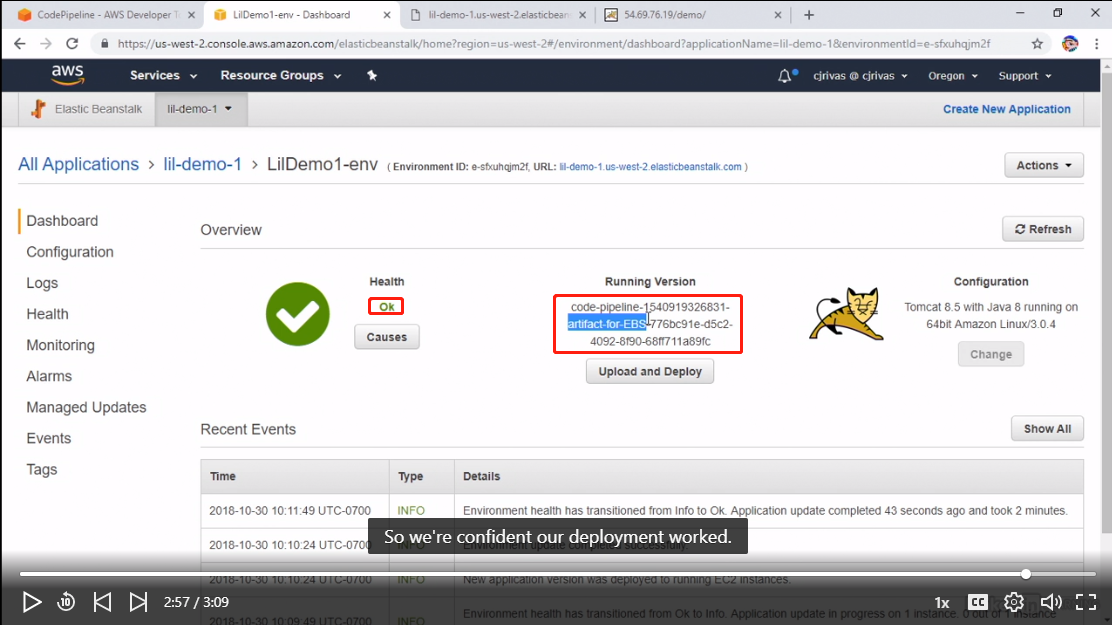 CodePipeline - AWS Developer T
LilDemo1-env - Dashboard
lil-demo-1.us-west-2.elasticbean
54.69.76.19/demo/
https://us-west-2.console.aws.amazon.com/elasticbeanstalk/home?region=us-west-2#/environment/dashboard?applicationName=lil-demo-1&environmentId=e-sfxuhqjm2f
aws
Services
Resource Groups
cjrivas @ cjrivas
Oregon
Support
Elastic Beanstalk
lil-demo-1
Create New Application
All Applications > lil-demo-1 > LilDemo1-env ( Environment ID: e-sfxuhqjm2f, URL: lil-demo-1.us-west-2.elasticbeanstalk.com )
Actions
Dashboard
Configuration
Logs
Health
Monitoring
Alarms
Managed Updates
Events
Tags
Overview
Refresh
Health
Ok
Causes
Running Version
code-pipeline-1540919326831-
artifact-for-EBS-776bc91e-d5c2-
4092-8f90-68ff711a89fc
Upload and Deploy
Configuration
Tomcat 8.5 with Java 8 running on
64bit Amazon Linux/3.0.4
Change
Recent Events
Show All
Time Type Details
2018-10-30 10:11:49 UTC-0700 INFO Environment health has transitioned from Info to Ok. Application update completed 43 seconds ago and took 2 minutes.
2018-10-30 10:10:24 UTC-0700 INFO Environment update completed successfully.
So we're confident our deployment worked.
2018-10-30 10:10:24 UTC-0700 INFO New application version was deployed to running EC2 instances.
2018-10-30 10:09:49 UTC-0700 INFO Environment health has transitioned from Ok to Info. Application update in progress on 1 instance. 0 out of 1 instance
10
2:57 / 3:09
1x
CC